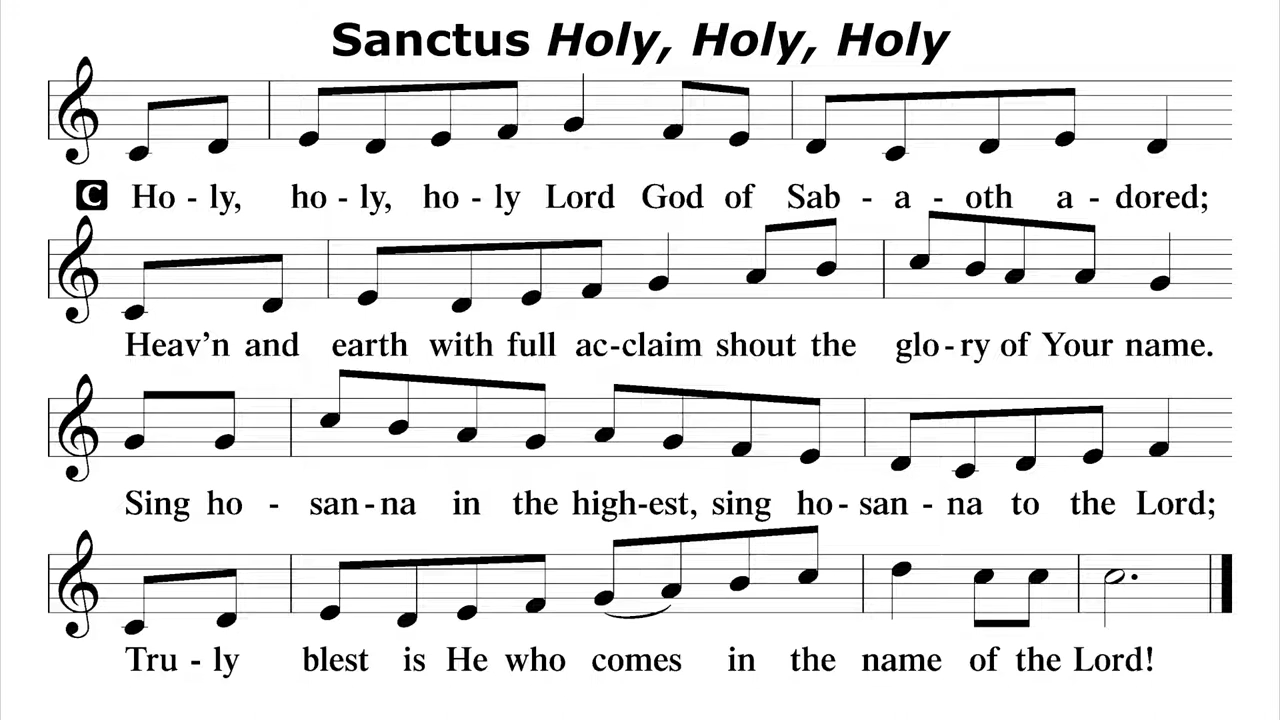 Sanctus Holy, Holy, Holy
C Ho - ly, ho - ly, ho - ly Lord God of Sab - a - oth a - dored;
Heav’n and earth with full ac-claim shout the glo - ry of Your name.
Sing ho - san - na in the high-est, sing ho - san - na to the Lord;
Tru - ly blest is He who comes in the name of the Lord!